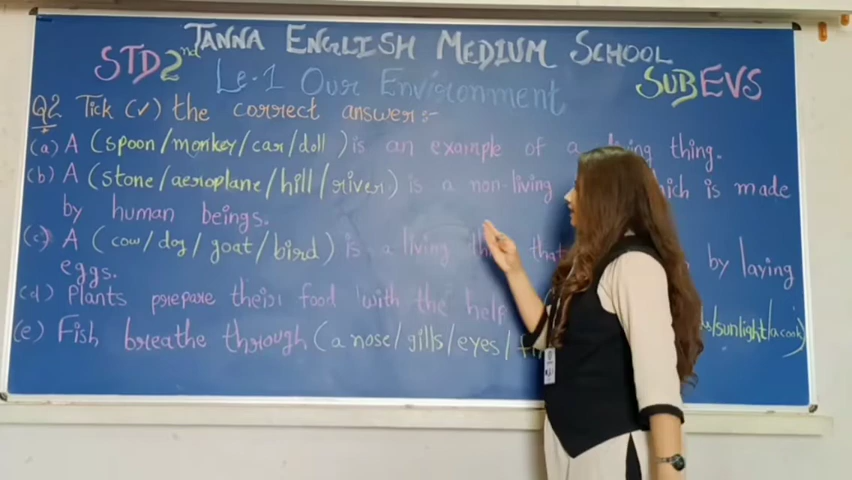 TANNA ENGLISH MEDIUM SCHOOL
STD 2nd
Le.1 Our Environment
SUB EVS
Q2 Tick (✓) the correct answer:-
(a) A (spoon/monkey/car/doll) is an example of a thing.
(b) A (stone/aeroplane/hill/river) is a non-living which is made
by human beings.
(c) A (cow/dog/goat/bird) is a living that by laying
eggs.
(d) Plants prepare their food with the help /sunlight/a cook)
(e) Fish breathe through (a nose/gills/eyes/